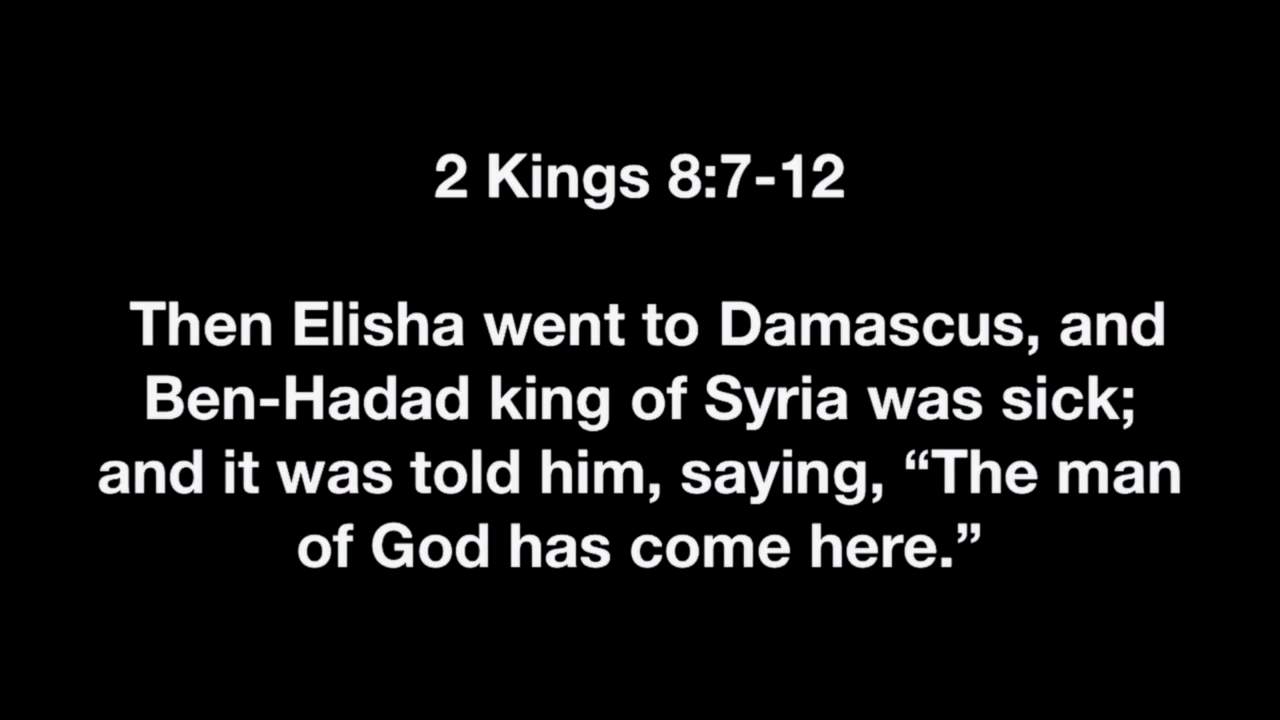 2 Kings 8:7-12
Then Elisha went to Damascus, and
Ben-Hadad king of Syria was sick;
and it was told him, saying, “The man
of God has come here.”